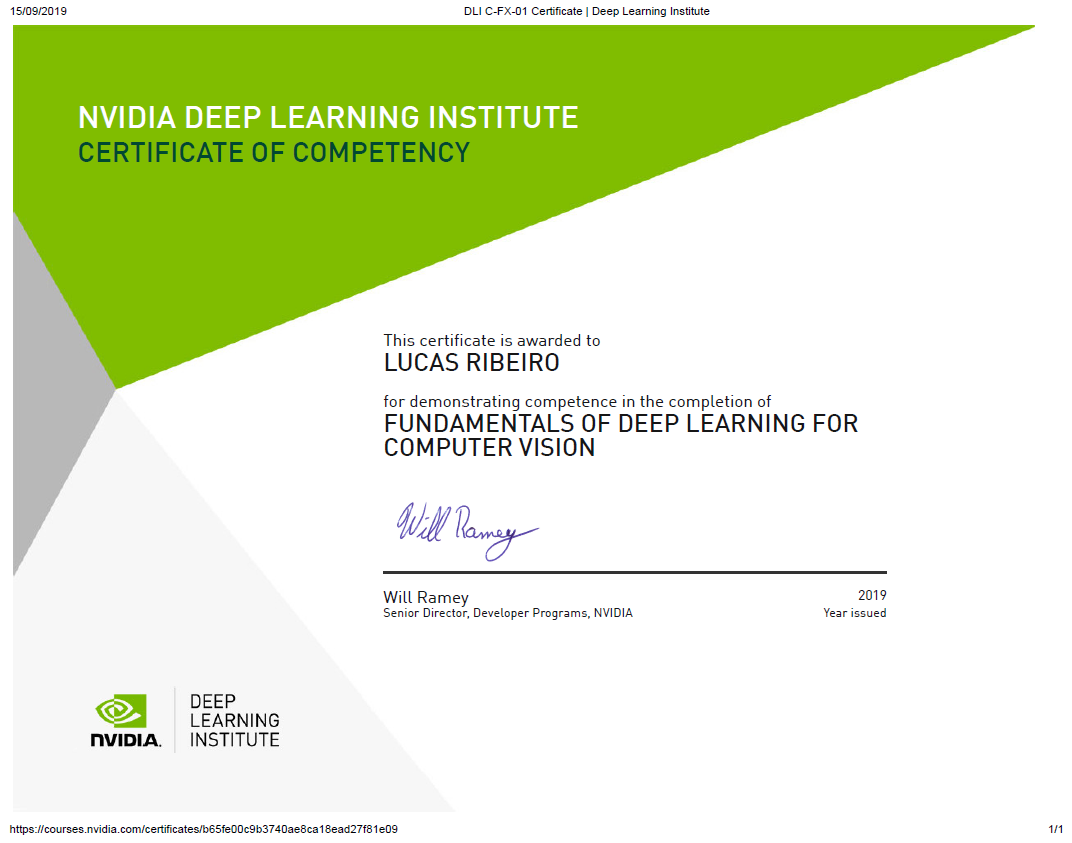 15/09/2019
DLI C-FX-01 Certificate | Deep Learning Institute
NVIDIA DEEP LEARNING INSTITUTE
CERTIFICATE OF COMPETENCY
This certificate is awarded to
LUCAS RIBEIRO
for demonstrating competence in the completion of
FUNDAMENTALS OF DEEP LEARNING FOR
COMPUTER VISION
Will Ramey
Will Ramey
2019
Senior Director, Developer Programs, NVIDIA
Year issued
NVIDIA.
DEEP
LEARNING
INSTITUTE
https://courses.nvidia.com/certificates/b65fe00c9b3740ae8ca18ead27f81e09
1/1